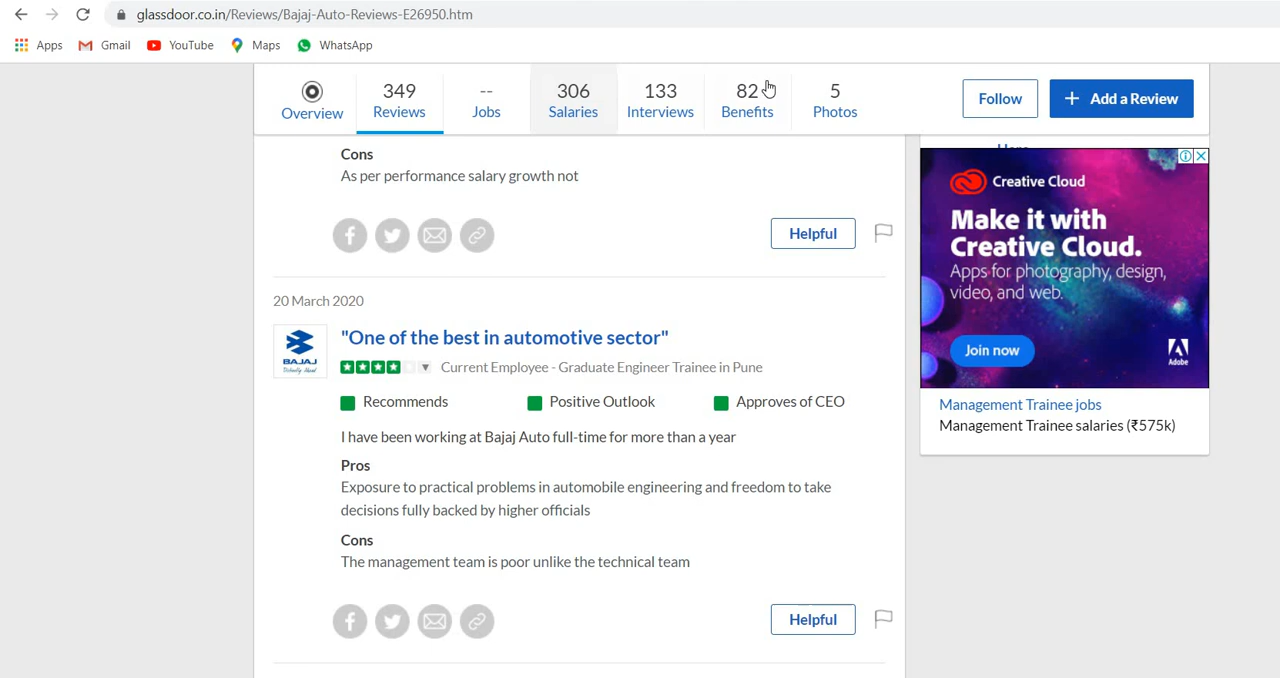 glassdoor.co.in/Reviews/Bajaj-Auto-Reviews-E26950.htm
Apps Gmail YouTube Maps WhatsApp
349 -- 306 133 82 5
Overview Reviews Jobs Salaries Interviews Benefits Photos
Follow + Add a Review
Cons
As per performance salary growth not
Helpful
20 March 2020
BAJAJ
"One of the best in automotive sector"
Current Employee - Graduate Engineer Trainee in Pune
Recommends Positive Outlook Approves of CEO
I have been working at Bajaj Auto full-time for more than a year
Pros
Exposure to practical problems in automobile engineering and freedom to take
decisions fully backed by higher officials
Cons
The management team is poor unlike the technical team
Helpful
Creative Cloud
Make it with
Creative Cloud.
Apps for photography, design,
video, and web.
Join now
Adobe
Management Trainee jobs
Management Trainee salaries (₹575k)